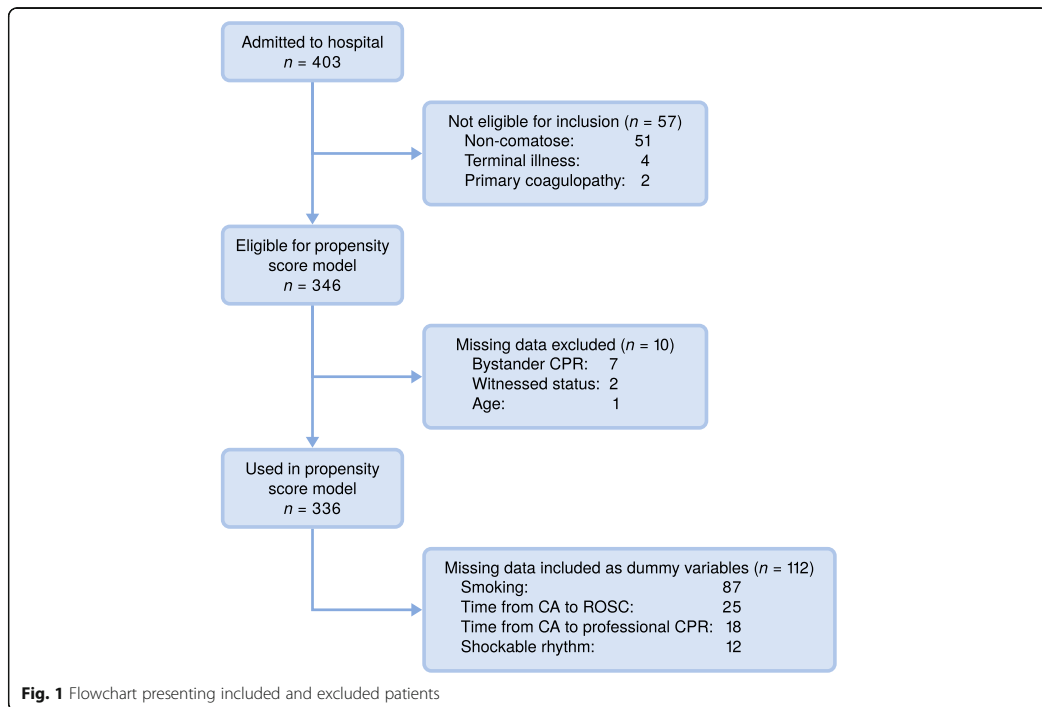 Admitted to hospital
n = 403
Not eligible for inclusion (n = 57)
Non-comatose: 51
Terminal illness: 4
Primary coagulopathy: 2
Eligible for propensity
score model
n = 346
Missing data excluded (n = 10)
Bystander CPR: 7
Witnessed status: 2
Age: 1
Used in propensity
score model
n = 336
Missing data included as dummy variables (n = 112)
Smoking: 87
Time from CA to ROSC: 25
Time from CA to professional CPR: 18
Shockable rhythm: 12
Fig. 1 Flowchart presenting included and excluded patients